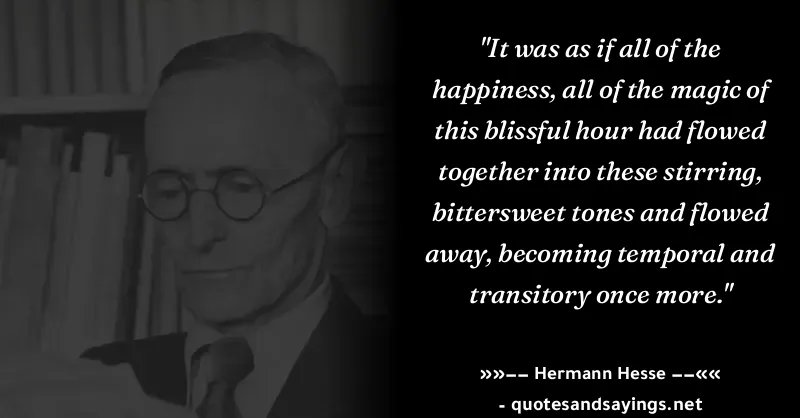 "It was as if all of the
happiness, all of the magic of
this blissful hour had flowed
together into these stirring,
bittersweet tones and flowed
away, becoming temporal and
transitory once more."
»»−− Hermann Hesse −−««
- quotesandsayings.net